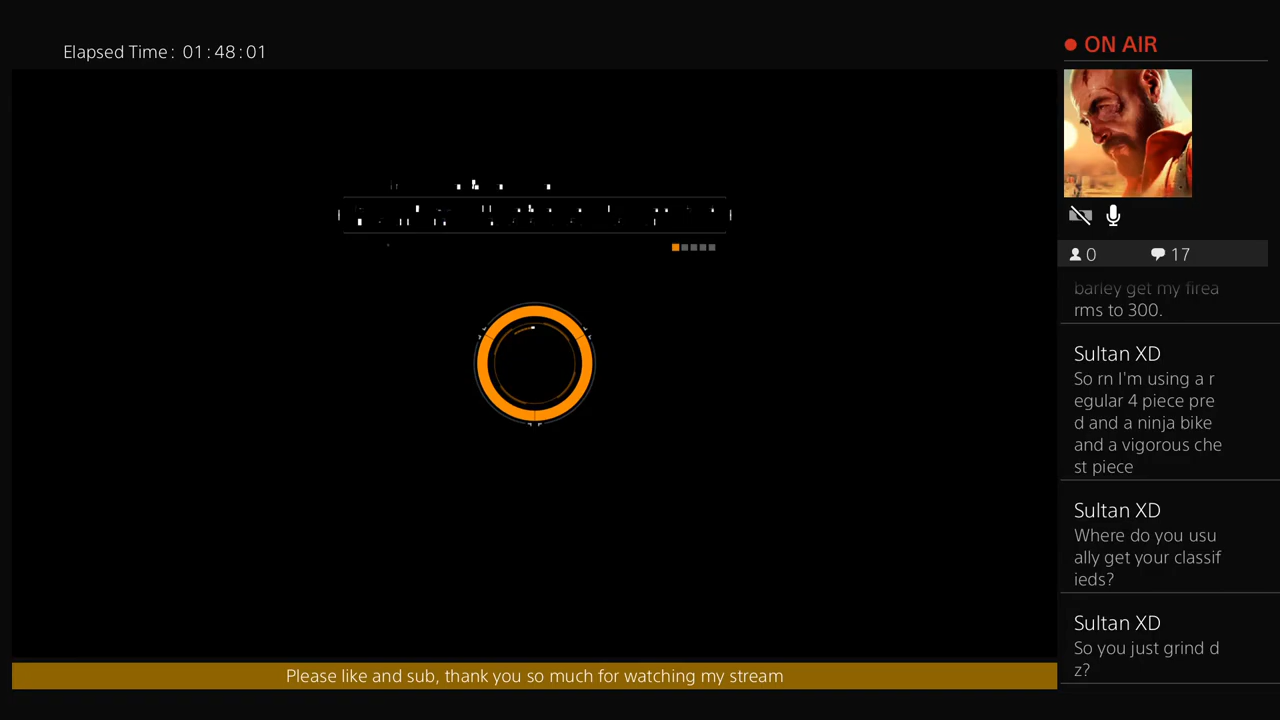 Elapsed Time: 01:48:01
ON AIR
0
17
barley get my firea
rms to 300.
Sultan XD
So rn I'm using a r
egular 4 piece pre
d and a ninja bike
and a vigorous che
st piece
Sultan XD
Where do you usu
ally get your classif
ieds?
Sultan XD
So you just grind d
z?
Please like and sub, thank you so much for watching my stream